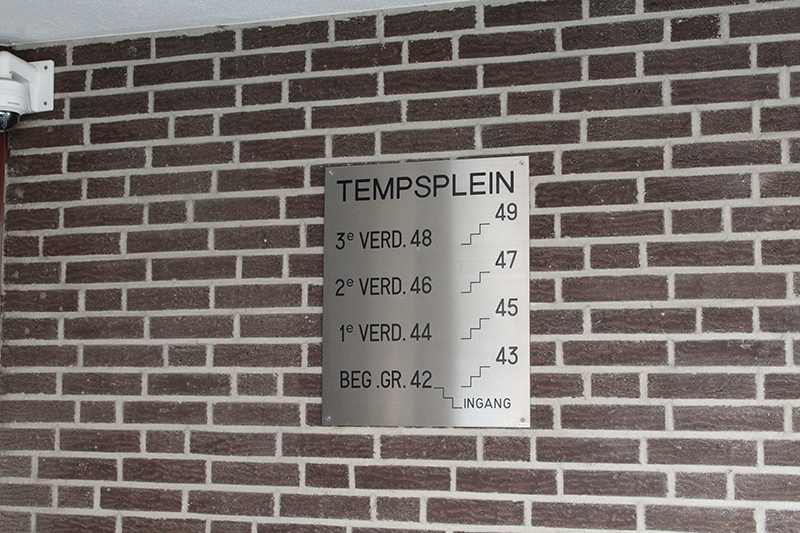 TEMPSPLEIN
49
3e VERD. 48
47
2e VERD. 46
45
1e VERD. 44
43
BEG .GR. 42
INGANG